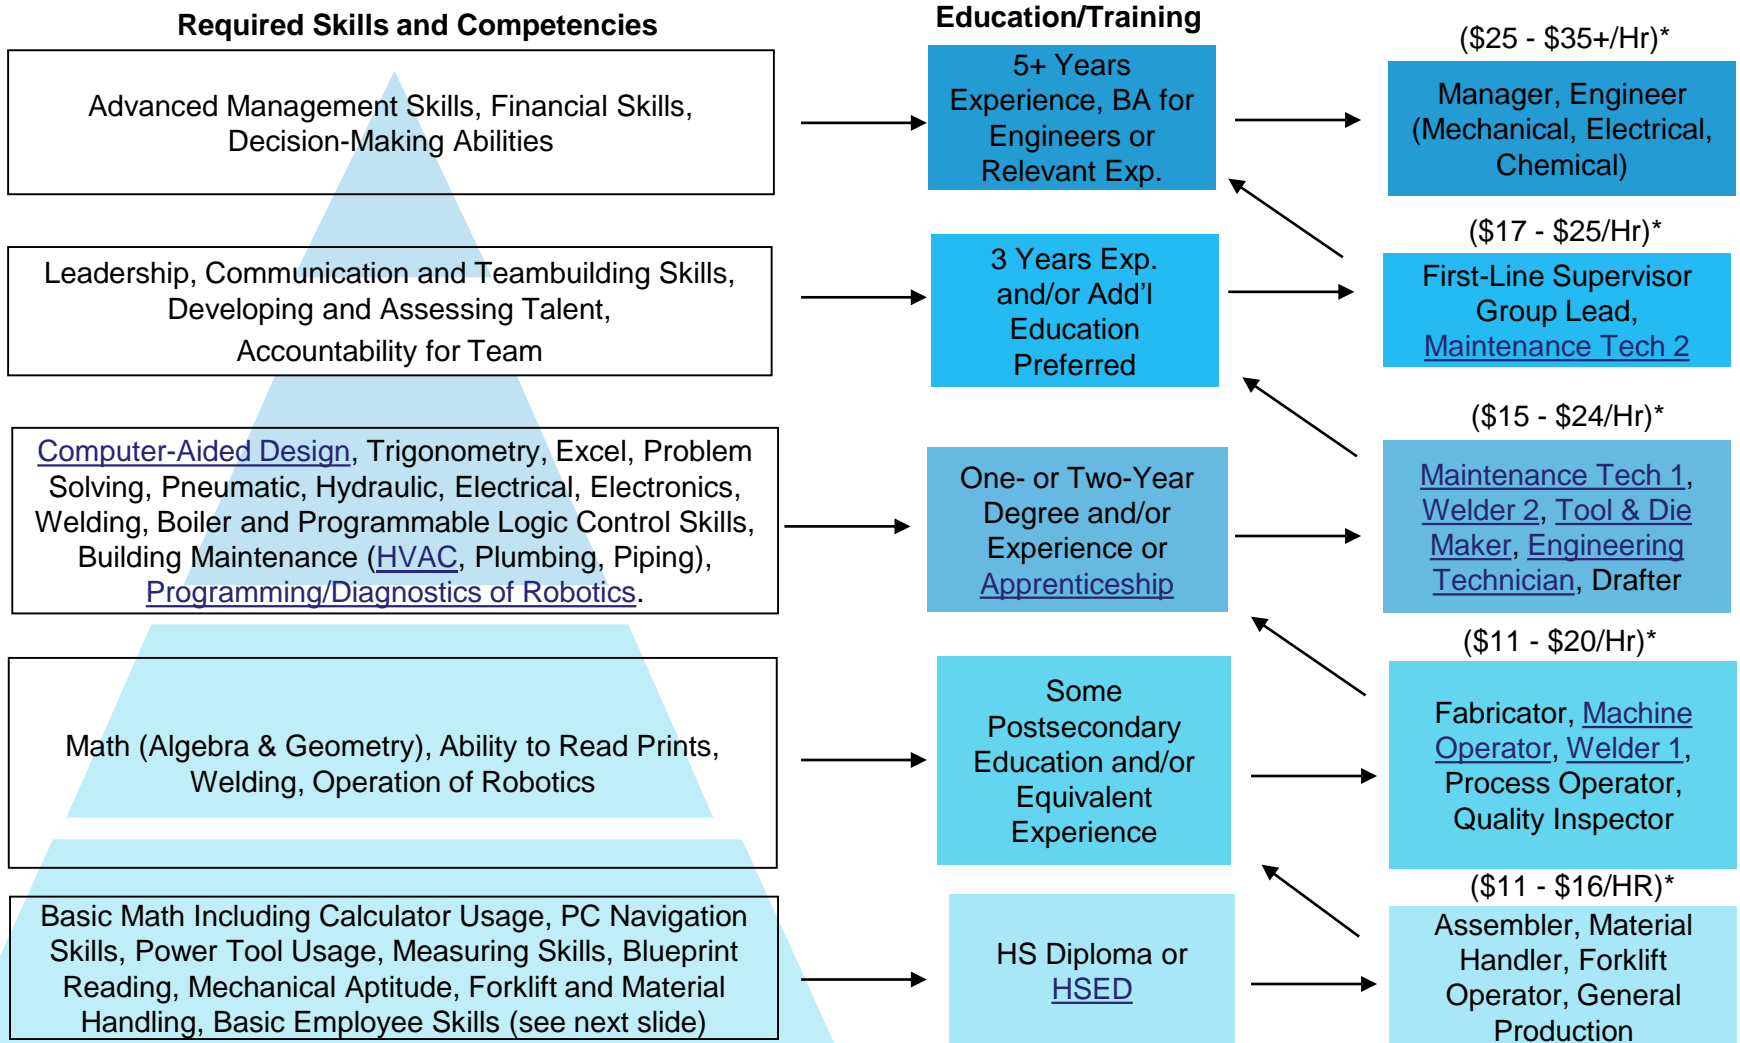 Required Skills and Competencies
Education/Training
($25 - $35+/Hr)*
Advanced Management Skills, Financial Skills,
Decision-Making Abilities
5+ Years
Experience, BA for
Engineers or
Relevant Exp.
Manager, Engineer
(Mechanical, Electrical,
Chemical)
($17 - $25/Hr)*
Leadership, Communication and Teambuilding Skills,
Developing and Assessing Talent,
Accountability for Team
3 Years Exp.
and/or Add’l
Education
Preferred
First-Line Supervisor
Group Lead,
Maintenance Tech 2
($15 - $24/Hr)*
Computer-Aided Design, Trigonometry, Excel, Problem
Solving, Pneumatic, Hydraulic, Electrical, Electronics,
Welding, Boiler and Programmable Logic Control Skills,
Building Maintenance (HVAC, Plumbing, Piping),
Programming/Diagnostics of Robotics.
One- or Two-Year
Degree and/or
Experience or
Apprenticeship
Maintenance Tech 1,
Welder 2, Tool & Die
Maker, Engineering
Technician, Drafter
($11 - $20/Hr)*
Math (Algebra & Geometry), Ability to Read Prints,
Welding, Operation of Robotics
Some
Postsecondary
Education and/or
Equivalent
Experience
Fabricator, Machine
Operator, Welder 1,
Process Operator,
Quality Inspector
($11 - $16/HR)*
Basic Math Including Calculator Usage, PC Navigation
Skills, Power Tool Usage, Measuring Skills, Blueprint
Reading, Mechanical Aptitude, Forklift and Material
Handling, Basic Employee Skills (see next slide)
HS Diploma or
HSED
Assembler, Material
Handler, Forklift
Operator, General
Production